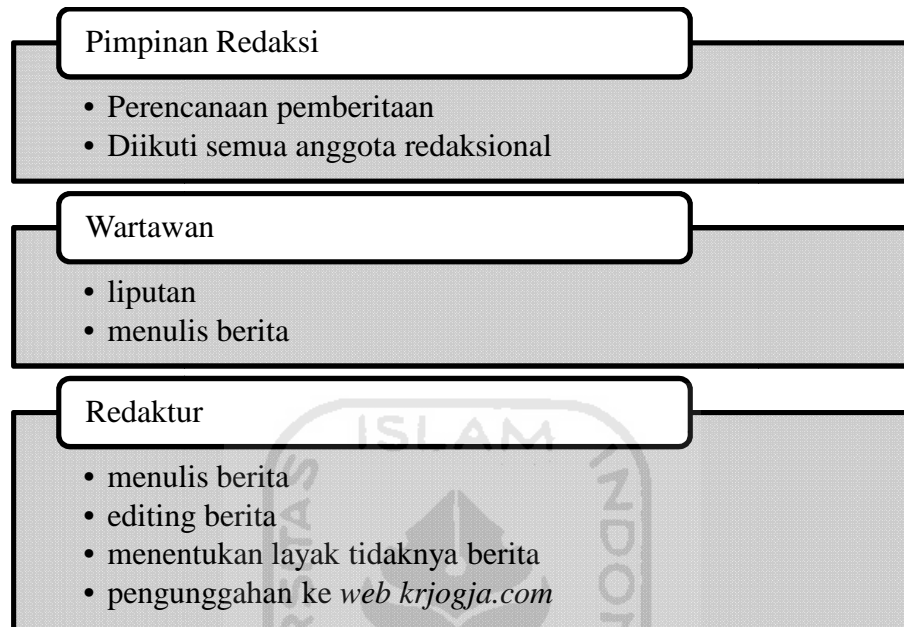 Pimpinan Redaksi
• Perencanaan pemberitaan
• Diikuti semua anggota redaksional
Wartawan
• liputan
• menulis berita
Redaktur
• menulis berita
• editing berita
• menentukan layak tidaknya berita
• pengunggahan ke web krjogja.com
ISLAM